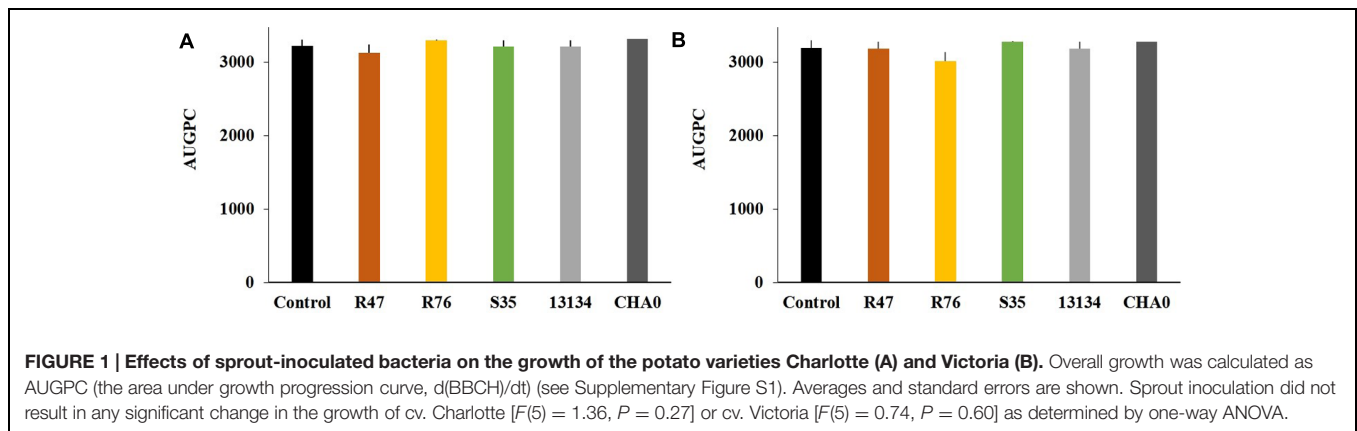 A
AUGPC
3000
2000
1000
0
Control R47 R76 S35 13134 CHA0
B
AUGPC
3000
2000
1000
0
Control R47 R76 S35 13134 CHA0
FIGURE 1 | Effects of sprout-inoculated bacteria on the growth of the potato varieties Charlotte (A) and Victoria (B). Overall growth was calculated as
AUGPC (the area under growth progression curve, d(BBCH)/dt) (see Supplementary Figure S1). Averages and standard errors are shown. Sprout inoculation did not
result in any significant change in the growth of cv. Charlotte [F(5) = 1.36, P = 0.27] or cv. Victoria [F(5) = 0.74, P = 0.60] as determined by one-way ANOVA.